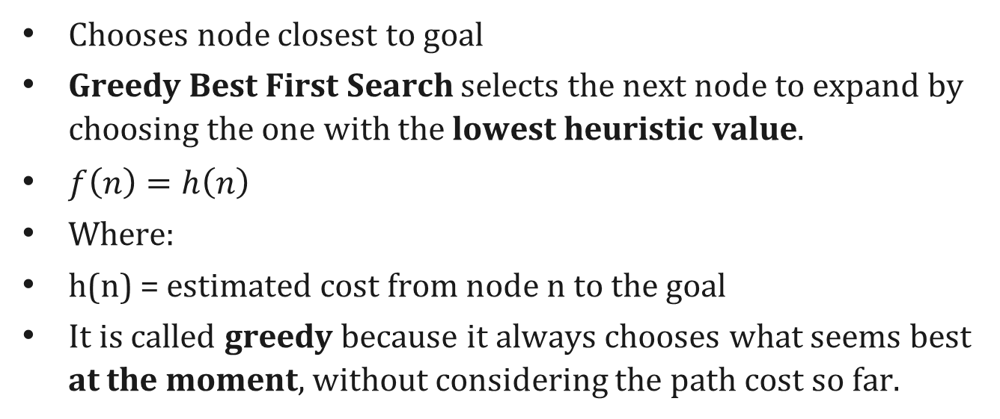 • Chooses node closest to goal
• Greedy Best First Search selects the next node to expand by
choosing the one with the lowest heuristic value.
• f(n) = h(n)
• Where:
• h(n) = estimated cost from node n to the goal
• It is called greedy because it always chooses what seems best
at the moment, without considering the path cost so far.